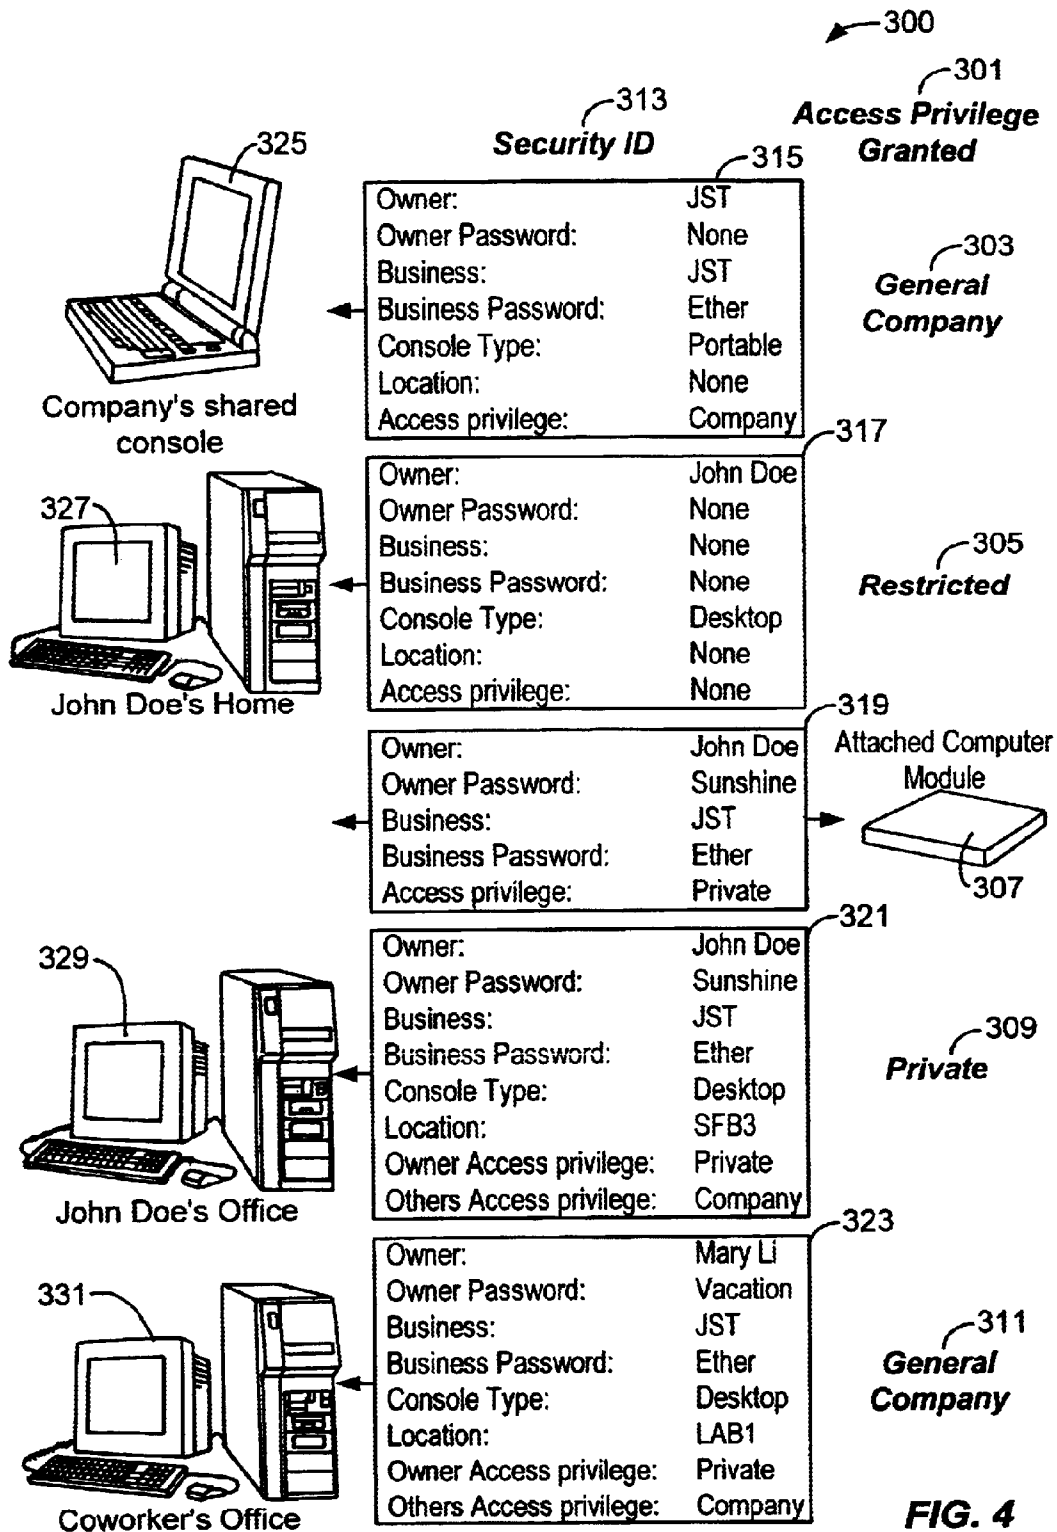 300
301
Access Privilege
Granted
313
Security ID
325
315
Owner: JST
Owner Password: None
Business: JST
Business Password: Ether
Console Type: Portable
Location: None
Access privilege: Company
303
General
Company
Company's shared
console
317
Owner: John Doe
Owner Password: None
Business: None
Business Password: None
Console Type: Desktop
Location: None
Access privilege: None
327
305
Restricted
John Doe's Home
319
Owner: John Doe
Owner Password: Sunshine
Business: JST
Business Password: Ether
Access privilege: Private
Attached Computer
Module
307
321
Owner: John Doe
Owner Password: Sunshine
Business: JST
Business Password: Ether
Console Type: Desktop
Location: SFB3
Owner Access privilege: Private
Others Access privilege: Company
329
309
Private
John Doe's Office
323
Owner: Mary Li
Owner Password: Vacation
Business: JST
Business Password: Ether
Console Type: Desktop
Location: LAB1
Owner Access privilege: Private
Others Access privilege: Company
331
311
General
Company
Coworker's Office
FIG. 4